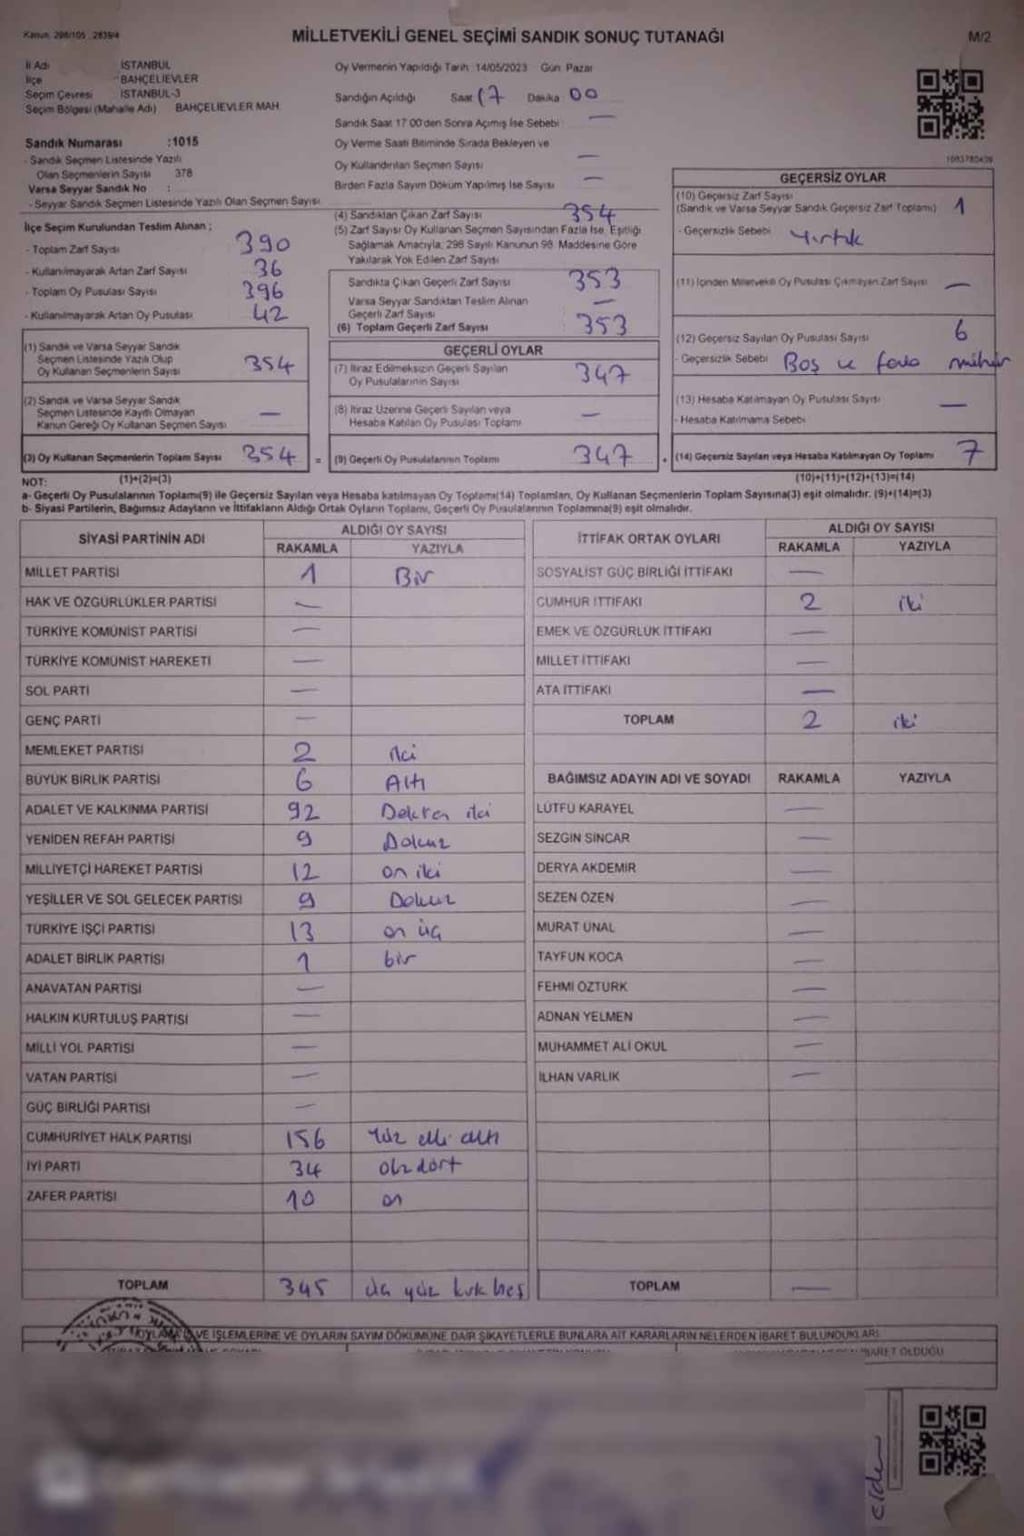 Kanun: 298/105 2839/4
MİLLETVEKİLİ GENEL SEÇİMİ SANDIK SONUÇ TUTANAĞI
M/2
İl Adı İSTANBUL
İlçe BAHÇELİEVLER
Seçim Çevresi İSTANBUL-3
Seçim Bölgesi (Mahalle Adı) BAHÇELİEVLER MAH
Oy Vermenin Yapıldığı Tarih :14/05/2023 Gün: Pazar
Sandığın Açıldığı Saat 17 Dakika 00
Sandık Saat 17:00'den Sonra Açılmış İse Sebebi : —
Sandık Numarası :1015
- Sandık Seçmen Listesinde Yazılı
Olan Seçmenlerin Sayısı 378
Varsa Seyyar Sandık No :
- Seyyar Sandık Seçmen Listesinde Yazılı Olan Seçmen Sayısı
Oy Verme Saati Bitiminde Sırada Bekleyen ve
Oy Kullandırılan Seçmen Sayısı —
Birden Fazla Sayım Döküm Yapılmış İse Sayısı —
İlçe Seçim Kurulundan Teslim Alınan ;
- Toplam Zarf Sayısı 390
- Kullanılmayarak Artan Zarf Sayısı 36
- Toplam Oy Pusulası Sayısı 396
- Kullanılmayarak Artan Oy Pusulası 42
(4) Sandıktan Çıkan Zarf Sayısı 354
(5) Zarf Sayısı Oy Kullanan Seçmen Sayısından Fazla İse, Eşitliği
Sağlamak Amacıyla, 298 Sayılı Kanunun 98. Maddesine Göre
Yakılarak Yok Edilen Zarf Sayısı
Sandıkta Çıkan Geçerli Zarf Sayısı 353
Varsa Seyyar Sandıktan Teslim Alınan
Geçerli Zarf Sayısı —
(6) Toplam Geçerli Zarf Sayısı 353
GEÇERSİZ OYLAR
(10) Geçersiz Zarf Sayısı
(Sandık ve Varsa Seyyar Sandık Geçersiz Zarf Toplamı) 1
- Geçersizlik Sebebi yırtık
(11) İçinden Milletvekili Oy Pusulası Çıkmayan Zarf Sayısı —
(12) Geçersiz Sayılan Oy Pusulası Sayısı 6
- Geçersizlik Sebebi Boş
(13) Hesaba Katılmayan Oy Pusulası Sayısı —
- Hesaba Katılmama Sebebi
(14) Geçersiz Sayılan veya Hesaba Katılmayan Oy Toplamı 7
(1) Sandık ve Varsa Seyyar Sandık
Seçmen Listesinde Yazılı Olup
Oy Kullanan Seçmenlerin Sayısı 354
(2) Sandık ve Varsa Seyyar Sandık
Seçmen Listesinde Kaydı Olmayan
Kanun Gereği Oy Kullanan Seçmen Sayısı —
(3) Oy Kullanan Seçmenlerin Toplam Sayısı 354 =
GEÇERLİ OYLAR
(7) İtiraz Edilmeksizin Geçerli Sayılan
Oy Pusulalarının Sayısı 347
(8) İtiraz Üzerine Geçerli Sayılan veya
Hesaba Katılan Oy Pusulası Toplamı —
(9) Geçerli Oy Pusulalarının Toplamı 347
NOT: (1)+(2)=(3) (10)+(11)+(12)+(13)=(14)
a- Geçerli Oy Pusulalarının Toplamı(9) ile Geçersiz Sayılan veya Hesaba katılmayan Oy Toplamı(14) Toplamları, Oy Kullanan Seçmenlerin Toplam Sayısına(3) eşit olmalıdır. (9)+(14)=(3)
b- Siyasi Partilerin, Bağımsız Adayların ve İttifakların Aldığı Ortak Oyların Toplamı, Geçerli Oy Pusulalarının Toplamına(9) eşit olmalıdır.
SİYASİ PARTİNİN ADI ALDIĞI OY SAYISI
RAKAMLA YAZIYLA
MİLLET PARTİSİ 1 Bir
HAK VE ÖZGÜRLÜKLER PARTİSİ —
TÜRKİYE KOMÜNİST PARTİSİ —
TÜRKİYE KOMÜNİST HAREKETİ —
SOL PARTİ —
GENÇ PARTİ —
MEMLEKET PARTİSİ 2 iki
BÜYÜK BİRLİK PARTİSİ 6 Altı
ADALET VE KALKINMA PARTİSİ 92 Doksan iki
YENİDEN REFAH PARTİSİ 9 Dokuz
MİLLİYETÇİ HAREKET PARTİSİ 12 on iki
YEŞİLLER VE SOL GELECEK PARTİSİ 9 Dokuz
TÜRKİYE İŞÇİ PARTİSİ 13 on üç
ADALET BİRLİK PARTİSİ 1 bir
ANAVATAN PARTİSİ —
HALKIN KURTULUŞ PARTİSİ —
MİLLİ YOL PARTİSİ —
VATAN PARTİSİ —
GÜÇ BİRLİĞİ PARTİSİ —
CUMHURİYET HALK PARTİSİ 156 Yüz elli altı
İYİ PARTİ 34 otuz dört
ZAFER PARTİSİ 10 on
TOPLAM 345 üç yüz kırk beş
İTTİFAK ORTAK OYLARI ALDIĞI OY SAYISI
RAKAMLA YAZIYLA
SOSYALİST GÜÇ BİRLİĞİ İTTİFAKI —
CUMHUR İTTİFAKI 2 iki
EMEK VE ÖZGÜRLÜK İTTİFAKI —
MİLLET İTTİFAKI —
ATA İTTİFAKI —
TOPLAM 2 iki
BAĞIMSIZ ADAYIN ADI VE SOYADI RAKAMLA YAZIYLA
LÜTFÜ KARAYEL —
SEZGİN SİNCAR —
DERYA AKDEMİR —
SEZEN ÖZEN —
MURAT ÜNAL —
TAYFUN KOCA —
FEHMİ ÖZTÜRK —
ADNAN YELMEN —
MUHAMMET ALİ OKUL —
İLHAN VARLIK —
TOPLAM —
VE İŞLEMLERİNE VE OYLARIN SAYIM DÖKÜMÜNE DAİR ŞİKAYETLERLE BUNLARA AİT KARARLARIN NELERDEN İBARET BULUNDUKLARI